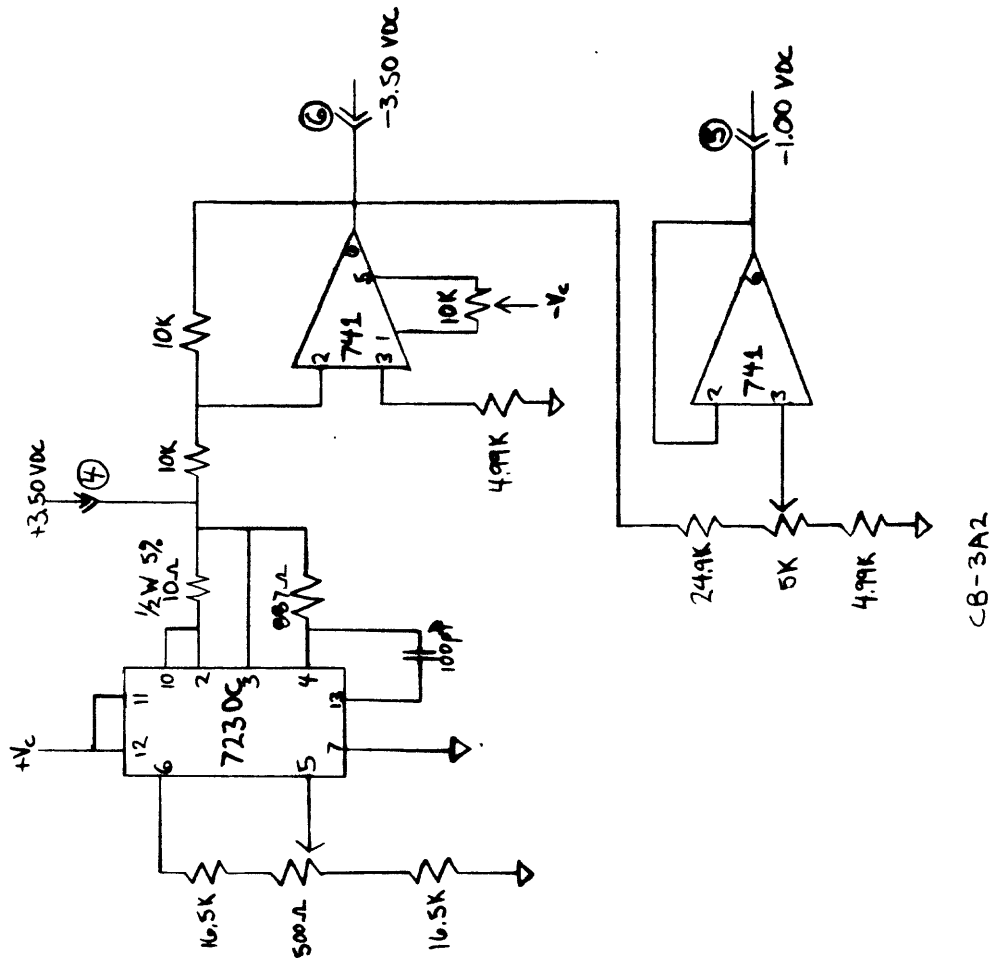 +3.50 VDC
④
½ W 5%
10Ω
10K
10K
⑥
-3.50 VDC
+Vc
11
12
10
2
3
4
13
723DC
6
5
7
887Ω
100pf
2
3
741
6
5
1
10K
-Vc
4.99K
16.5K
500Ω
16.5K
24.9K
5K
4.99K
2
3
741
6
⑤
-1.00 VDC
CB-3A2